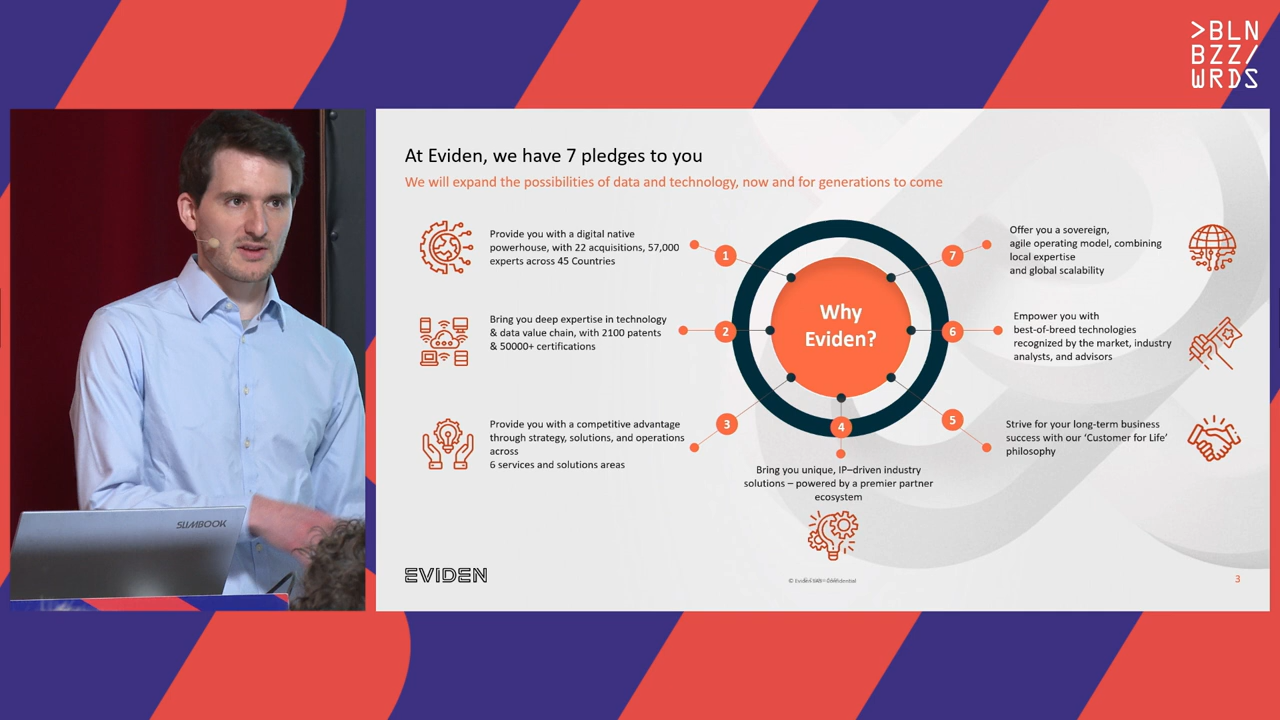 >BLN
BZZ/
WRDS
At Eviden, we have 7 pledges to you
We will expand the possibilities of data and technology, now and for generations to come
Provide you with a digital native
powerhouse, with 22 acquisitions, 57,000
experts across 45 Countries
1
Bring you deep expertise in technology
& data value chain, with 2100 patents
& 50000+ certifications
2
Provide you with a competitive advantage
through strategy, solutions, and operations
across
6 services and solutions areas
3
Why
Eviden?
4
Bring you unique, IP–driven industry
solutions – powered by a premier partner
ecosystem
5
Strive for your long-term business
success with our ‘Customer for Life’
philosophy
6
Empower you with
best-of-breed technologies
recognized by the market, industry
analysts, and advisors
7
Offer you a sovereign,
agile operating model, combining
local expertise
and global scalability
SLIMBOOK
EVIDEN
3